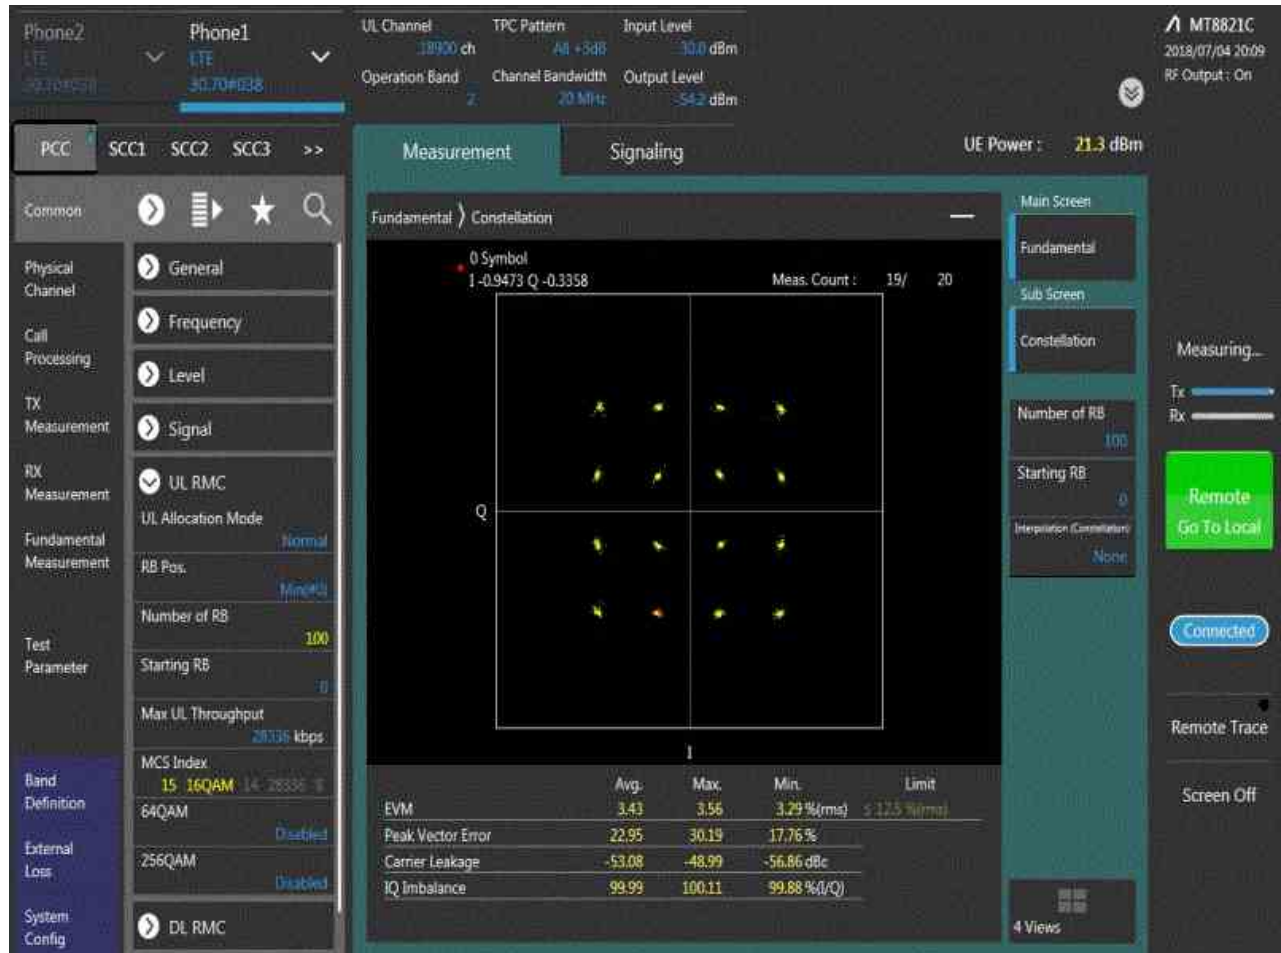 Phone2
LTE
Phone1
LTE
30.70#038
UL Channel
18900 ch
TPC Pattern
All +3dB
Input Level
30.0 dBm
Operation Band
2
Channel Bandwidth
20 MHz
Output Level
-54.2 dBm
MT8821C
2018/07/04 20:09
RF Output : On
PCC SCC1 SCC2 SCC3 >>
Measurement
Signaling
UE Power : 21.3 dBm
Common
Physical
Channel
Call
Processing
TX
Measurement
RX
Measurement
Fundamental
Measurement
Test
Parameter
Band
Definition
External
Loss
System
Config
General
Frequency
Level
Signal
UL RMC
UL Allocation Mode
Normal
RB Pos.
Min(#0)
Number of RB
100
Starting RB
0
Max UL Throughput
28336 kbps
MCS Index
15 16QAM 14 28336 6
64QAM
Disabled
256QAM
Disabled
DL RMC
Fundamental 〉 Constellation
0 Symbol
I -0.9473 Q -0.3358
Meas. Count : 19/ 20
Q
I
Avg. Max. Min. Limit
EVM 3.43 3.56 3.29 %(rms) ≤ 12.5 %(rms)
Peak Vector Error 22.95 30.19 17.76 %
Carrier Leakage -53.08 -48.99 -56.86 dBc
IQ Imbalance 99.99 100.11 99.88 %(I/Q)
Main Screen
Fundamental
Sub Screen
Constellation
Number of RB
100
Starting RB
0
Interpolation (Constellation)
None
4 Views
Measuring...
Tx
Rx
Remote
Go To Local
Connected
Remote Trace
Screen Off